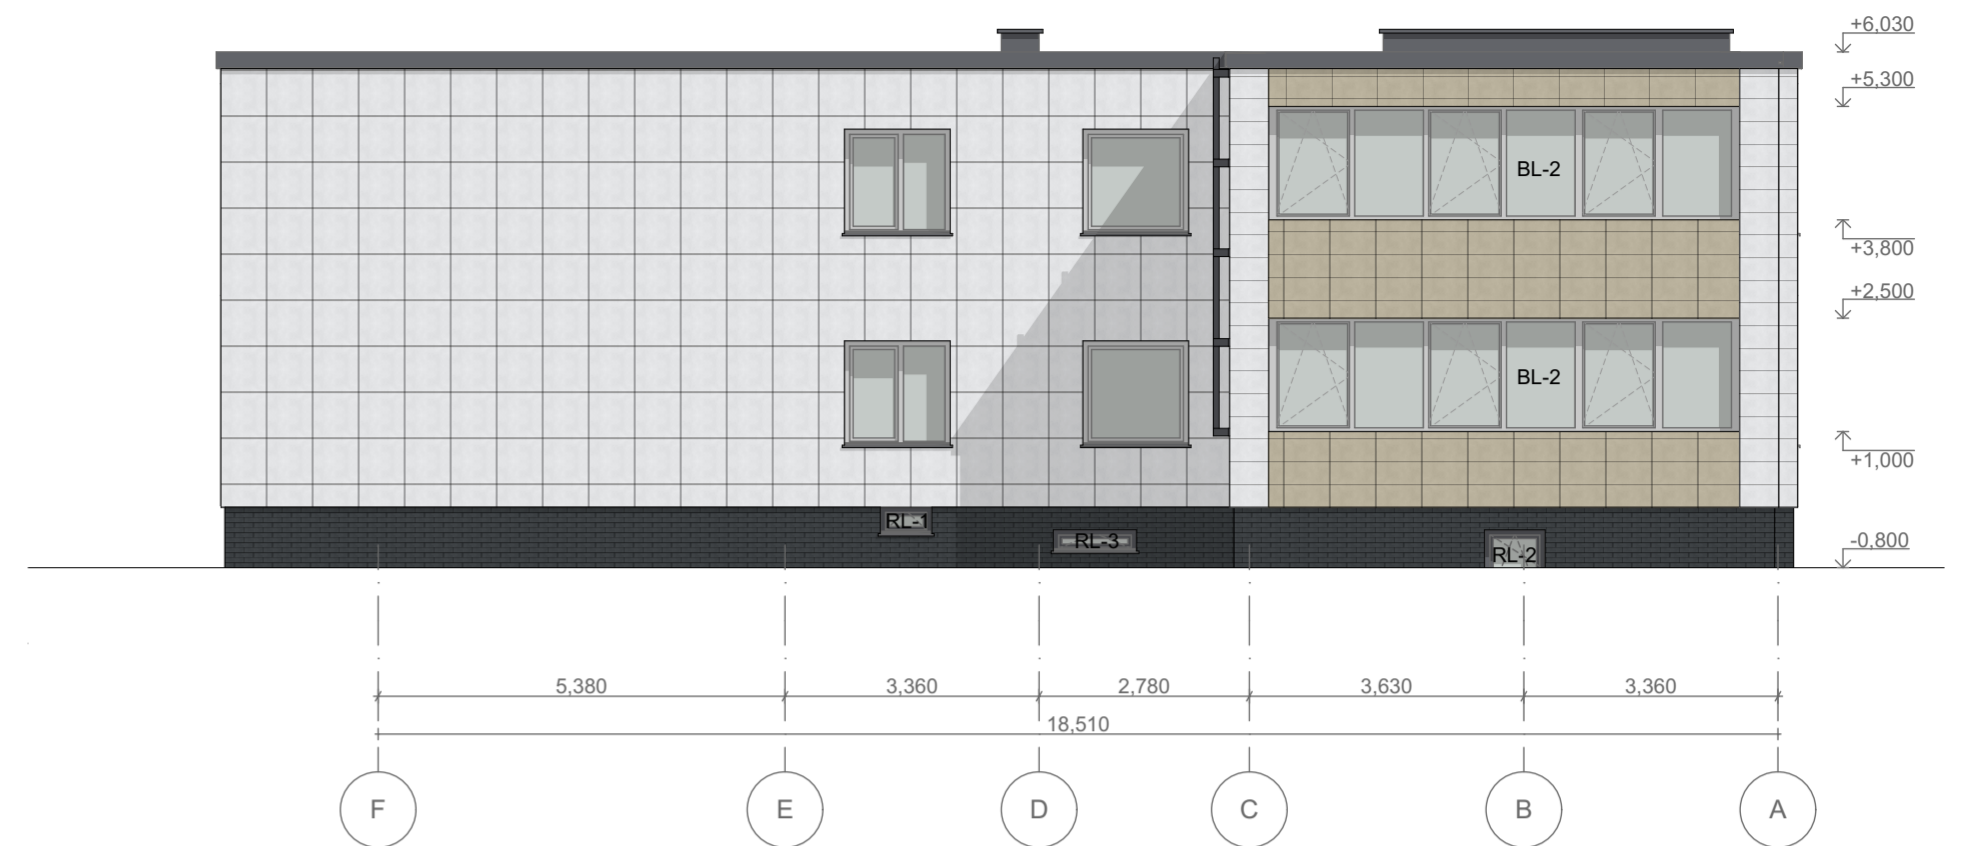 +6,030
+5,300
BL-2
+3,800
+2,500
BL-2
+1,000
RL-1
RL-3
RL-2
-0,800
5,380 3,360 2,780 3,630 3,360
18,510
F E D C B A